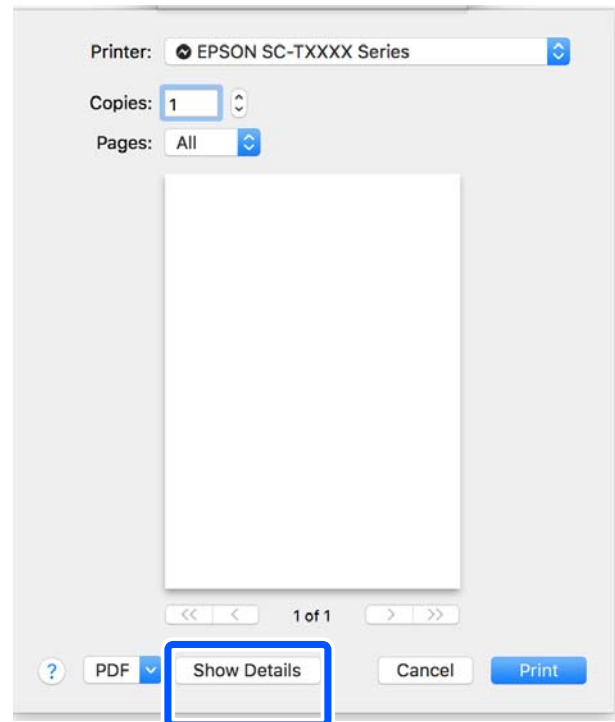 Printer: EPSON SC-TXXXX Series
Copies: 1
Pages: All
<< < 1 of 1 > >>
? PDF Show Details Cancel Print